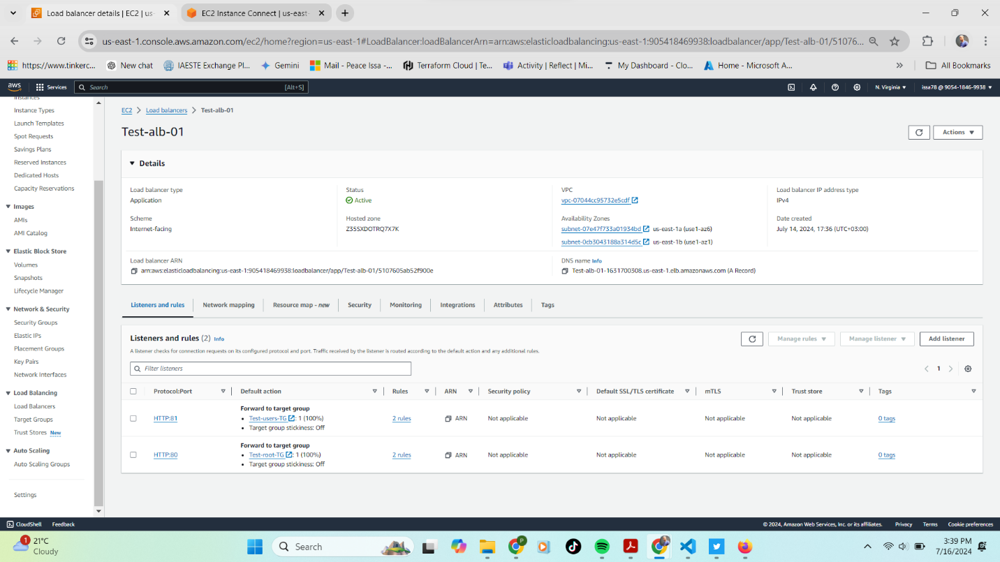 Load balancer details | EC2 | us-
EC2 Instance Connect | us-east-
us-east-1.console.aws.amazon.com/ec2/home?region=us-east-1#LoadBalancer:loadBalancerArn=arn:aws:elasticloadbalancing:us-east-1:905418469938:loadbalancer/app/Test-alb-01/51076...
https://www.tinkerc... New chat IAESTE Exchange Pl... Gemini Mail - Peace Issa -... Terraform Cloud | Te... Activity | Reflect | Mi... My Dashboard - Clo... Home - Microsoft A... » All Bookmarks
aws Services Search [Alt+S] N. Virginia issa78 @ 9054-1846-9938
Instances
Instance Types
Launch Templates
Spot Requests
Savings Plans
Reserved Instances
Dedicated Hosts
Capacity Reservations
Images
AMIs
AMI Catalog
Elastic Block Store
Volumes
Snapshots
Lifecycle Manager
Network & Security
Security Groups
Elastic IPs
Placement Groups
Key Pairs
Network Interfaces
Load Balancing
Load Balancers
Target Groups
Trust Stores New
Auto Scaling
Auto Scaling Groups
Settings
EC2 > Load balancers > Test-alb-01
Test-alb-01
Actions
Details
Load balancer type
Application
Status
Active
VPC
vpc-07044cc95732e5cdf
Load balancer IP address type
IPv4
Scheme
Internet-facing
Hosted zone
Z35SXDOTRQ7X7K
Availability Zones
subnet-07e47f733a01934bd us-east-1a (use1-az6)
subnet-0cb3043188a314d5c us-east-1b (use1-az1)
Date created
July 14, 2024, 17:36 (UTC+03:00)
Load balancer ARN
arn:aws:elasticloadbalancing:us-east-1:905418469938:loadbalancer/app/Test-alb-01/5107605ab52f900e
DNS name Info
Test-alb-01-1631700308.us-east-1.elb.amazonaws.com (A Record)
Listeners and rules Network mapping Resource map - new Security Monitoring Integrations Attributes Tags
Listeners and rules (2) Info
Manage rules Manage listener Add listener
A listener checks for connection requests on its configured protocol and port. Traffic received by the listener is routed according to the default action and any additional rules.
Filter listeners
1
Protocol:Port Default action Rules ARN Security policy Default SSL/TLS certificate mTLS Trust store Tags
Forward to target group
HTTP:81 • Test-users-TG : 1 (100%) 2 rules ARN Not applicable Not applicable Not applicable Not applicable 0 tags
• Target group stickiness: Off
Forward to target group
HTTP:80 • Test-root-TG : 1 (100%) 2 rules ARN Not applicable Not applicable Not applicable Not applicable 0 tags
• Target group stickiness: Off
CloudShell Feedback © 2024, Amazon Web Services, Inc. or its affiliates. Privacy Terms Cookie preferences
1
21°C
Cloudy
Search
P
3:39 PM
7/16/2024